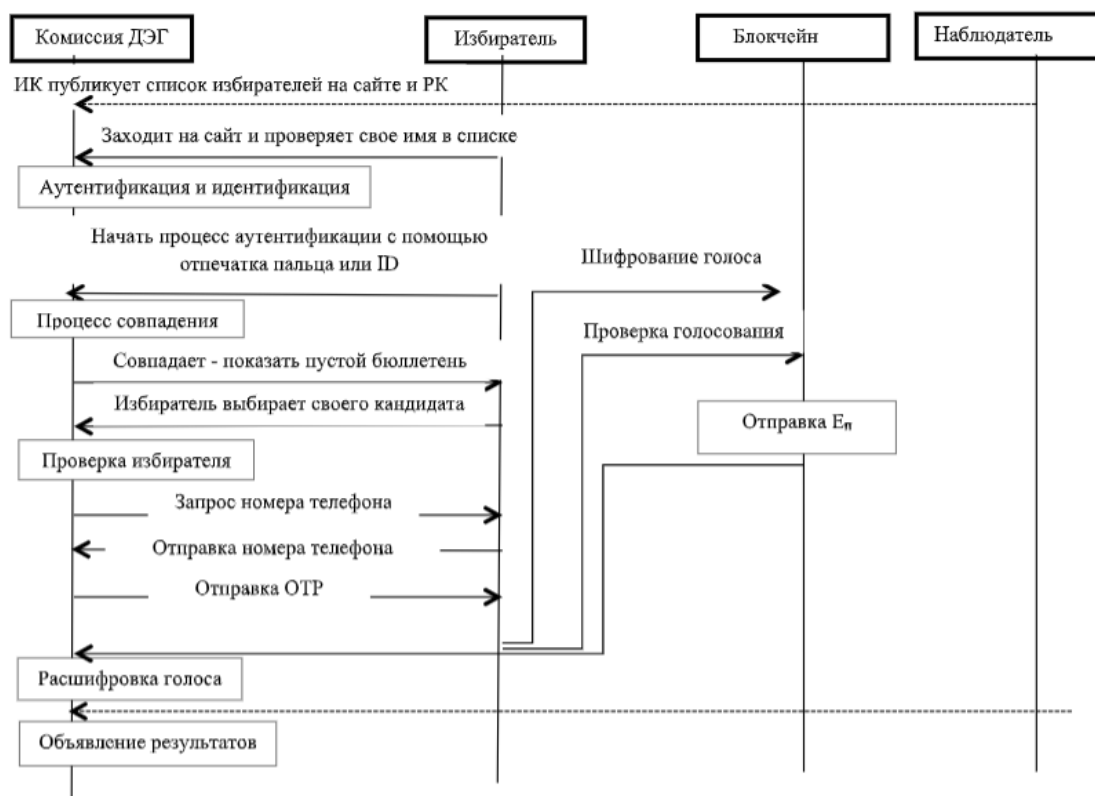 Комиссия ДЭГ
Избиратель
Блокчейн
Наблюдатель
ИК публикует список избирателей на сайте и РК
Заходит на сайт и проверяет свое имя в списке
Аутентификация и идентификация
Начать процесс аутентификации с помощью
отпечатка пальца или ID
Шифрование голоса
Процесс совпадения
Проверка голосования
Совпадает - показать пустой бюллетень
Избиратель выбирает своего кандидата
Отправка Eп
Проверка избирателя
Запрос номера телефона
Отправка номера телефона
Отправка OTP
Расшифровка голоса
Объявление результатов